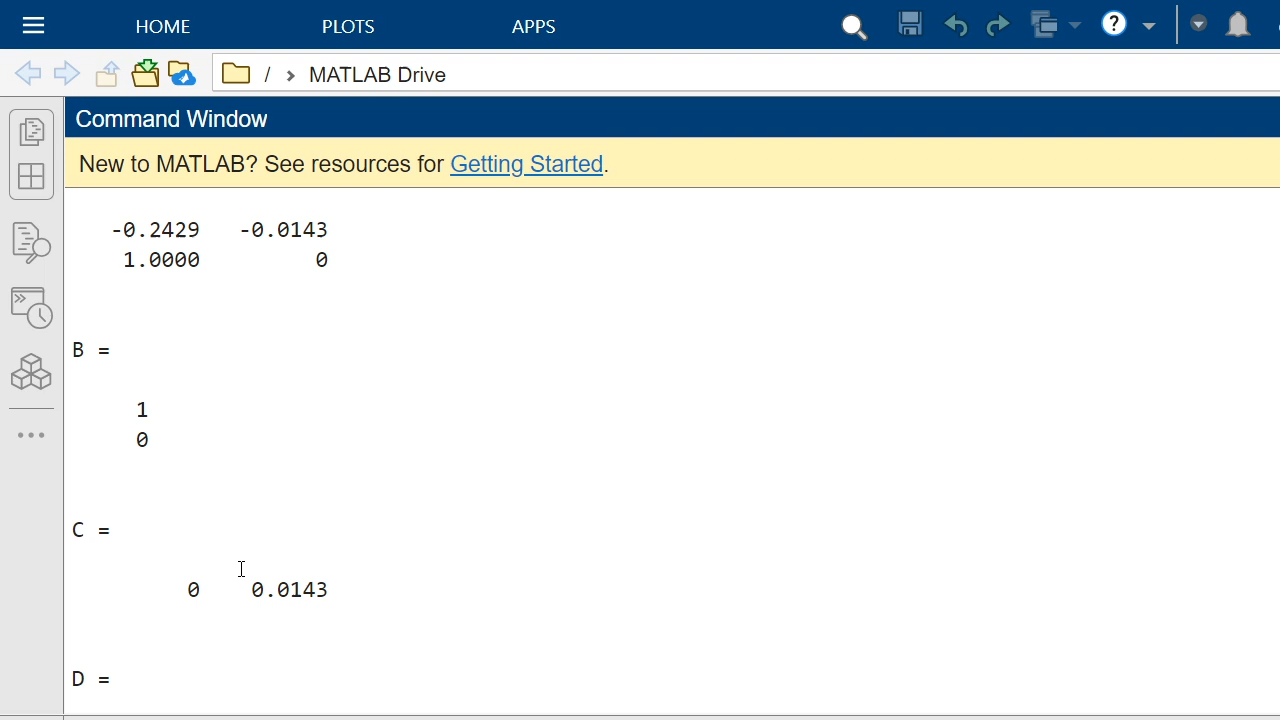 HOME PLOTS APPS
/ > MATLAB Drive
Command Window
New to MATLAB? See resources for Getting Started.
-0.2429 -0.0143
1.0000 0
B =
1
0
C =
0 0.0143
D =